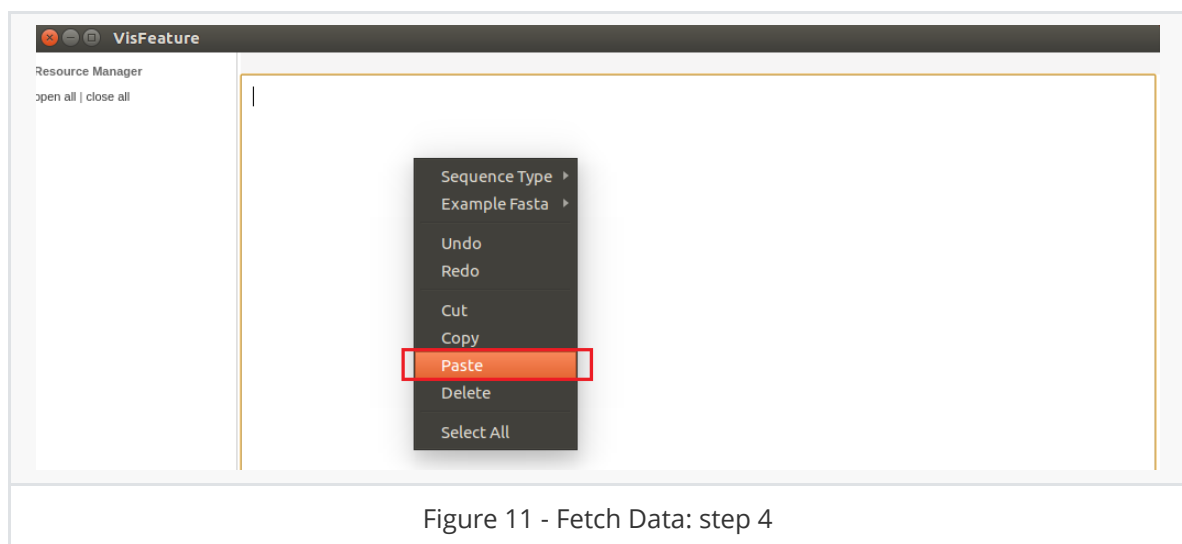 VisFeature
Resource Manager
open all | close all
Sequence Type
Example Fasta
Undo
Redo
Cut
Copy
Paste
Delete
Select All
Figure 11 - Fetch Data: step 4